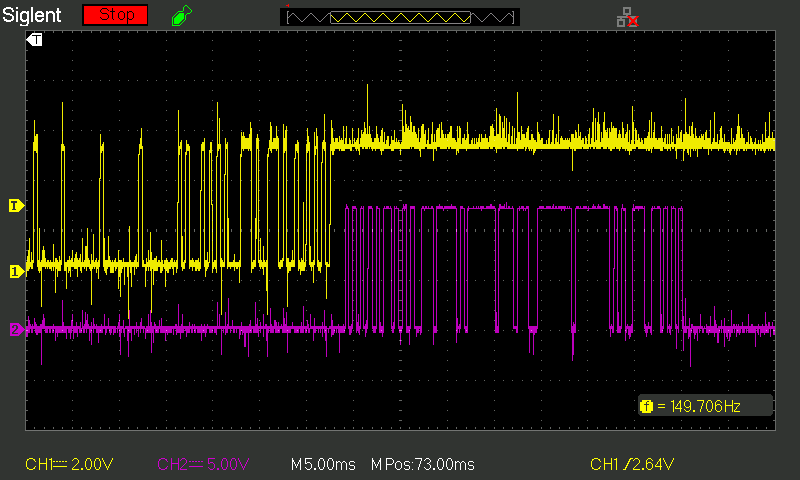 Siglent Stop
T
T
1
2
f = 149.706Hz
CH1 2.00V CH2 5.00V M 5.00ms M Pos:73.00ms CH1 / 2.64V